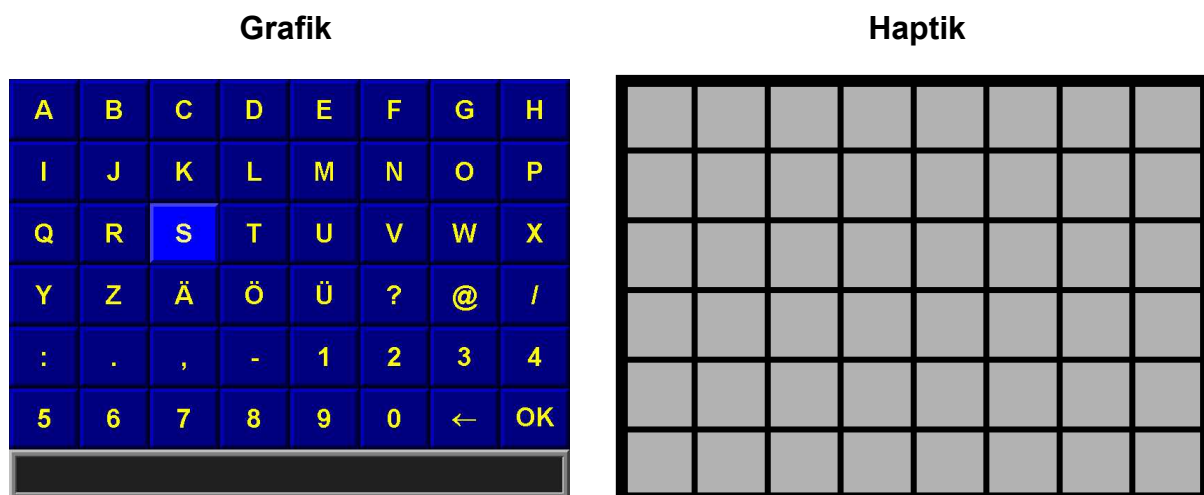 Grafik Haptik
A B C D E F G H
I J K L M N O P
Q R S T U V W X
Y Z Ä Ö Ü ? @ /
: . , - 1 2 3 4
5 6 7 8 9 0 ← OK